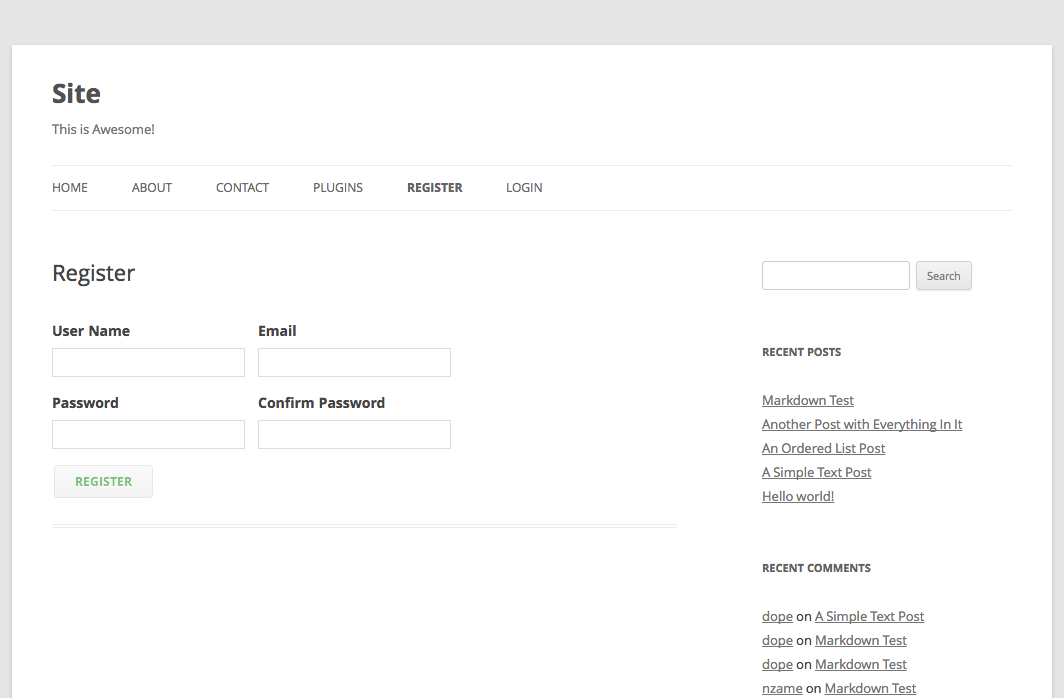 Site
This is Awesome!
HOME ABOUT CONTACT PLUGINS REGISTER LOGIN
Register
User Name Email
Password Confirm Password
REGISTER
Search
RECENT POSTS
Markdown Test
Another Post with Everything In It
An Ordered List Post
A Simple Text Post
Hello world!
RECENT COMMENTS
dope on A Simple Text Post
dope on Markdown Test
dope on Markdown Test
nzame on Markdown Test